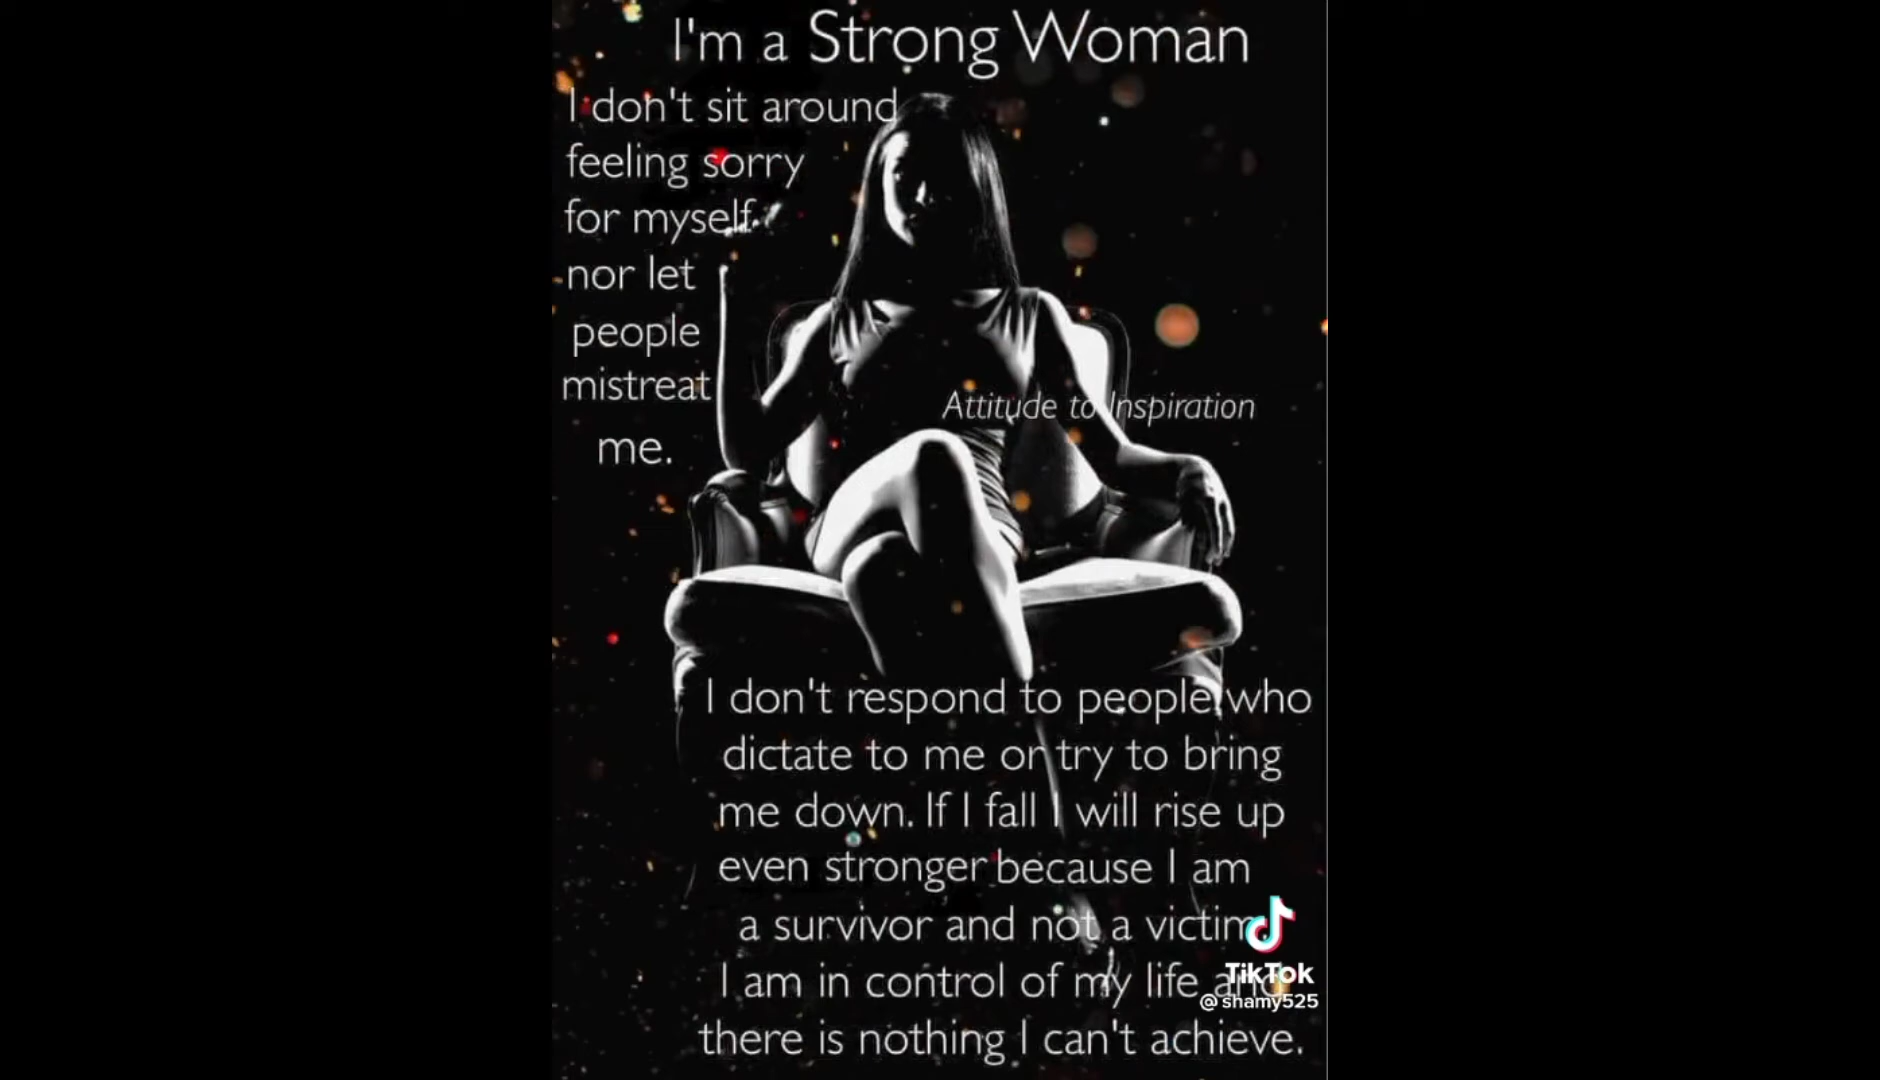 I'm a Strong Woman
I don't sit around
feeling sorry
for myself
nor let
people
mistreat
me.
Attitude to Inspiration
I don't respond to people who
dictate to me or try to bring
me down. If I fall I will rise up
even stronger because I am
a survivor and not a victim.
I am in control of my life and
there is nothing I can't achieve.
TikTok
@shamy525